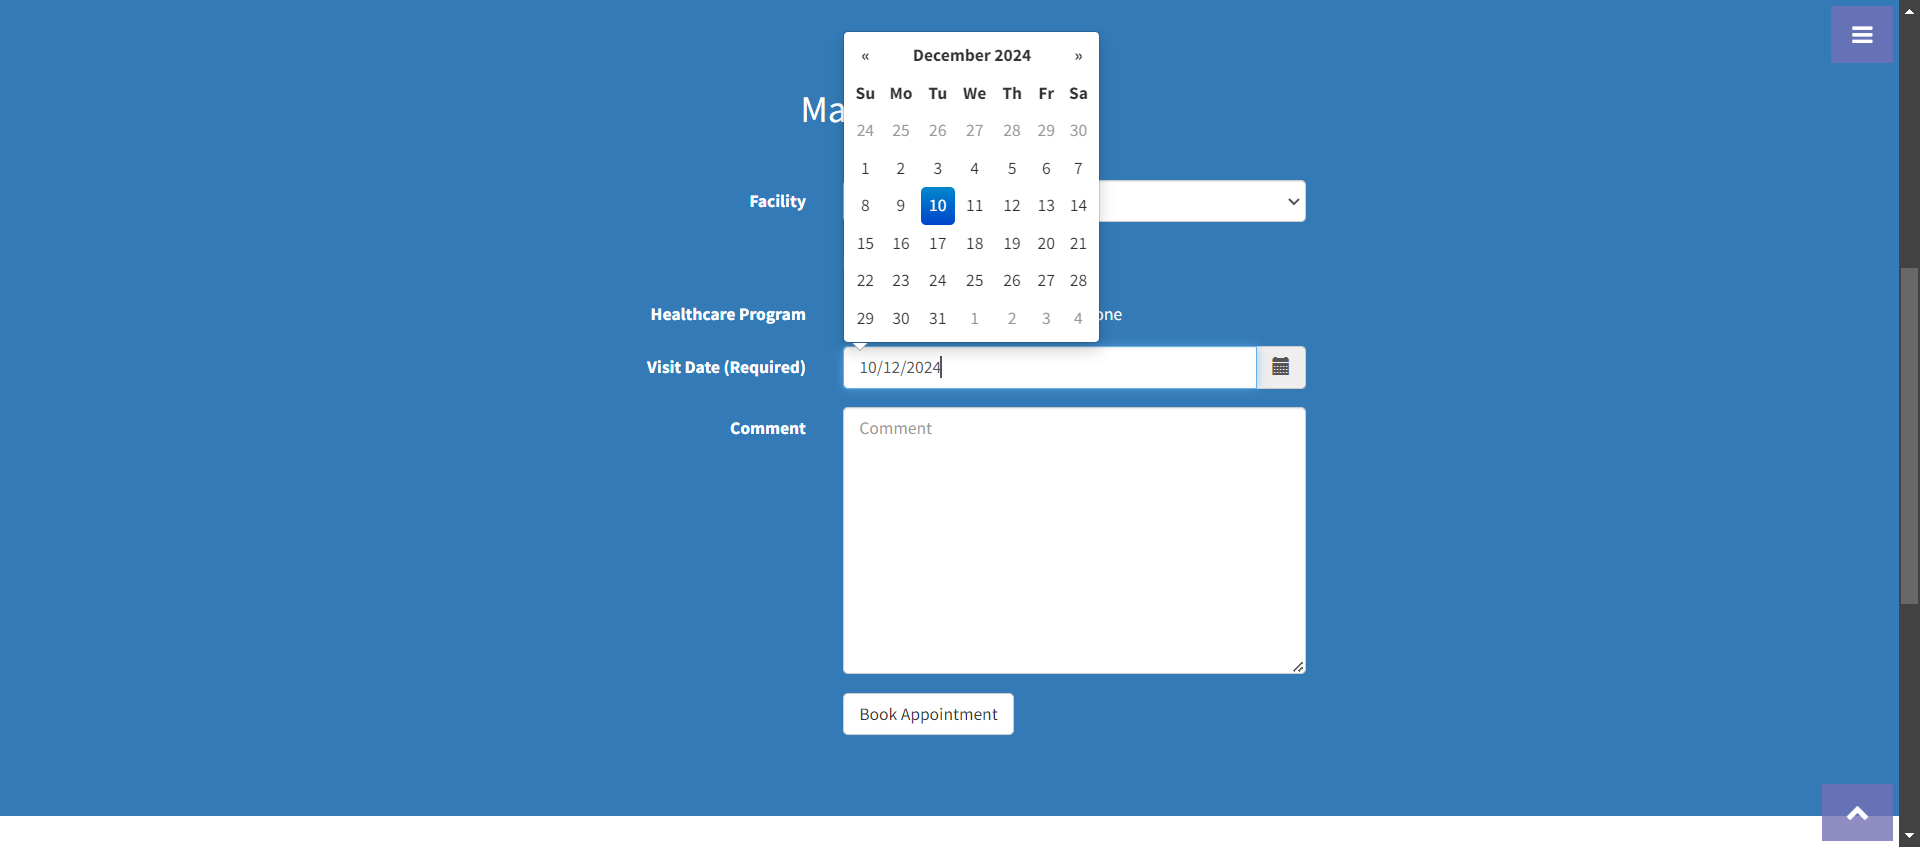 « December 2024 »
Su Mo Tu We Th Fr Sa
24 25 26 27 28 29 30
1 2 3 4 5 6 7
8 9 10 11 12 13 14
15 16 17 18 19 20 21
22 23 24 25 26 27 28
29 30 31 1 2 3 4
Ma
Facility
Healthcare Program
one
Visit Date (Required)
10/12/2024
Comment
Comment
Book Appointment